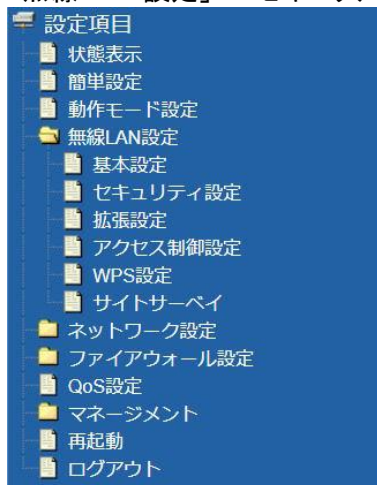 設定項目
状態表示
簡単設定
動作モード設定
無線LAN設定
基本設定
セキュリティ設定
拡張設定
アクセス制御設定
WPS設定
サイトサーベイ
ネットワーク設定
ファイアウォール設定
QoS設定
マネージメント
再起動
ログアウト